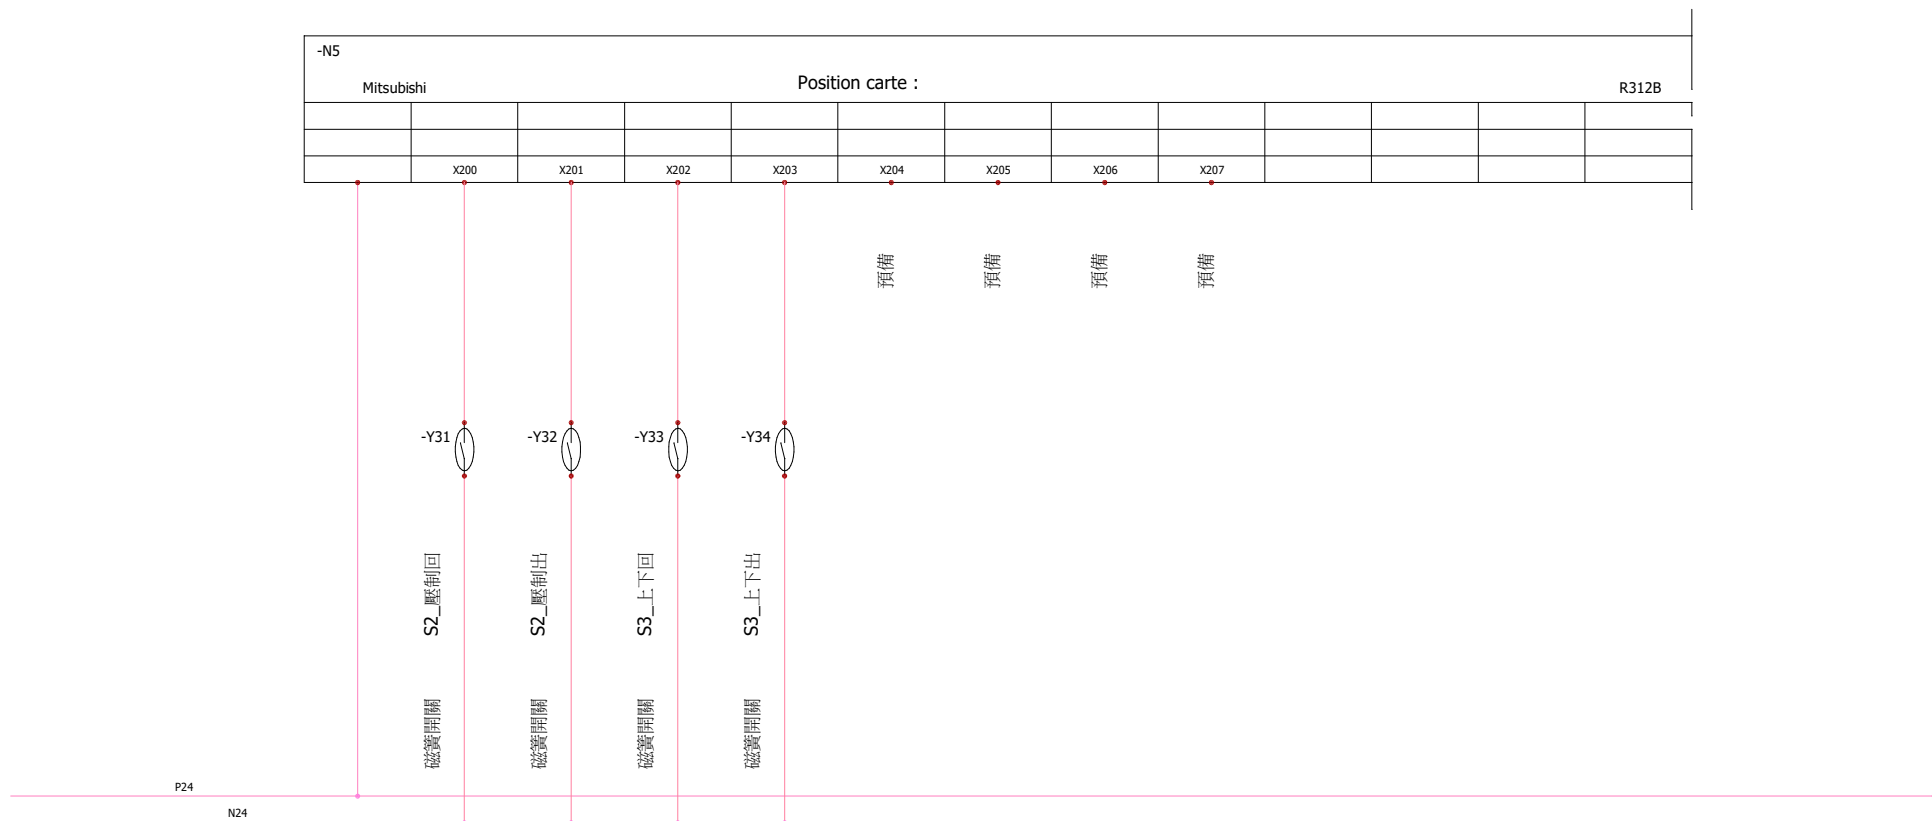 -N5
Mitsubishi
Position carte :
R312B
X200
X201
X202
X203
X204
X205
X206
X207
預備
預備
預備
預備
-Y31
-Y32
-Y33
-Y34
S2_壓制回
S2_壓制出
S3_上下回
S3_上下出
磁簧開關
磁簧開關
磁簧開關
磁簧開關
P24
N24